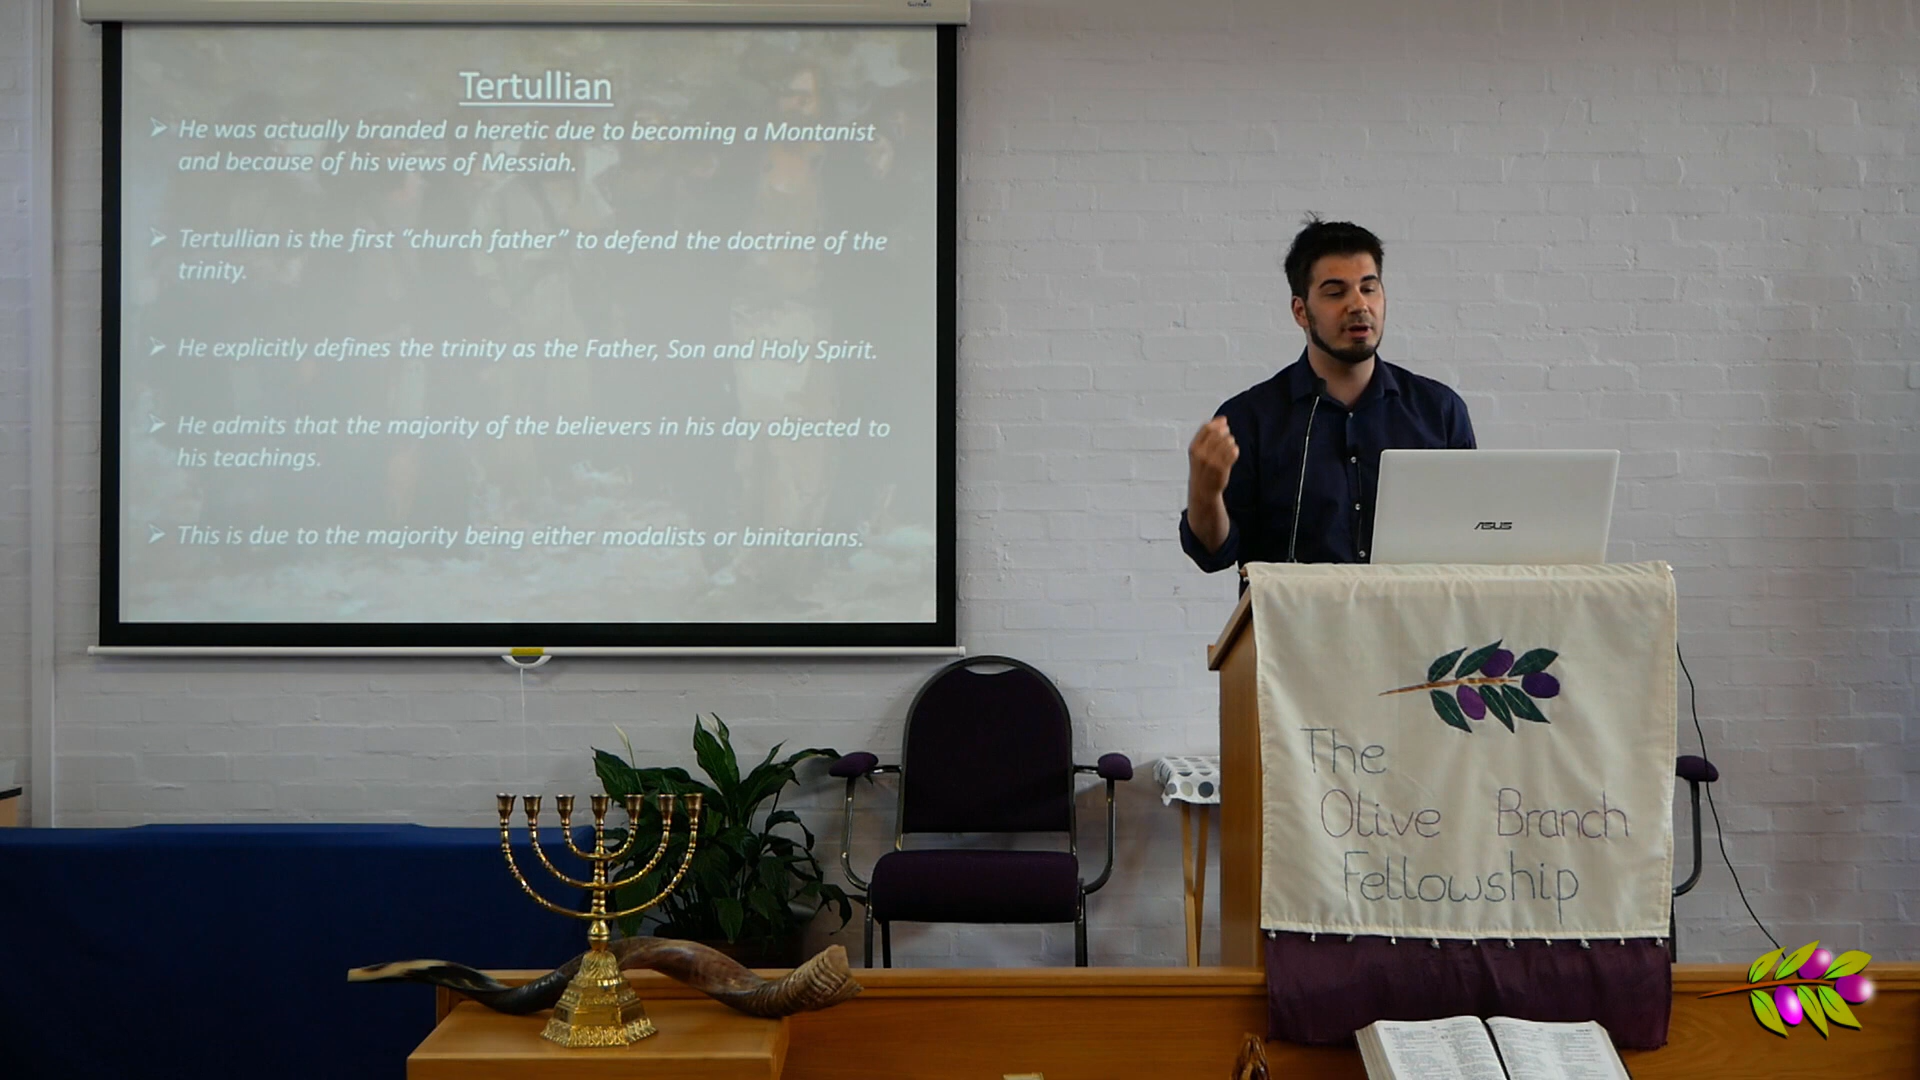 Tertullian
He was actually branded a heretic due to becoming a Montanist
and because of his views of Messiah.
Tertullian is the first “church father” to defend the doctrine of the
trinity.
He explicitly defines the trinity as the Father, Son and Holy Spirit.
He admits that the majority of the believers in his day objected to
his teachings.
This is due to the majority being either modalists or binitarians.
ASUS
The
Olive Branch
Fellowship